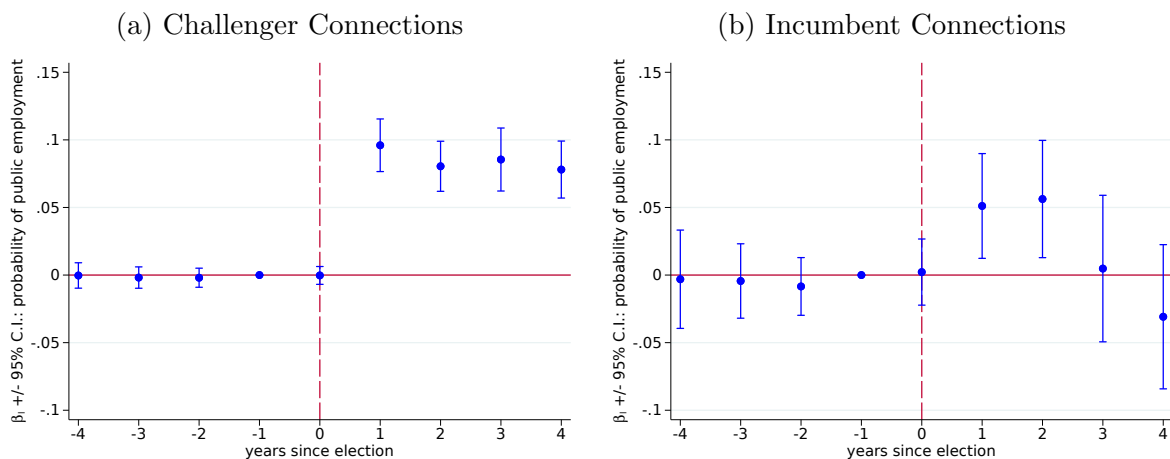 (a) Challenger Connections
βᵢ +/- 95% C.I.: probability of public employment
.15
.1
.05
0
-.05
-.1
-4 -3 -2 -1 0 1 2 3 4
years since election
(b) Incumbent Connections
βᵢ +/- 95% C.I.: probability of public employment
.15
.1
.05
0
-.05
-.1
-4 -3 -2 -1 0 1 2 3 4
years since election